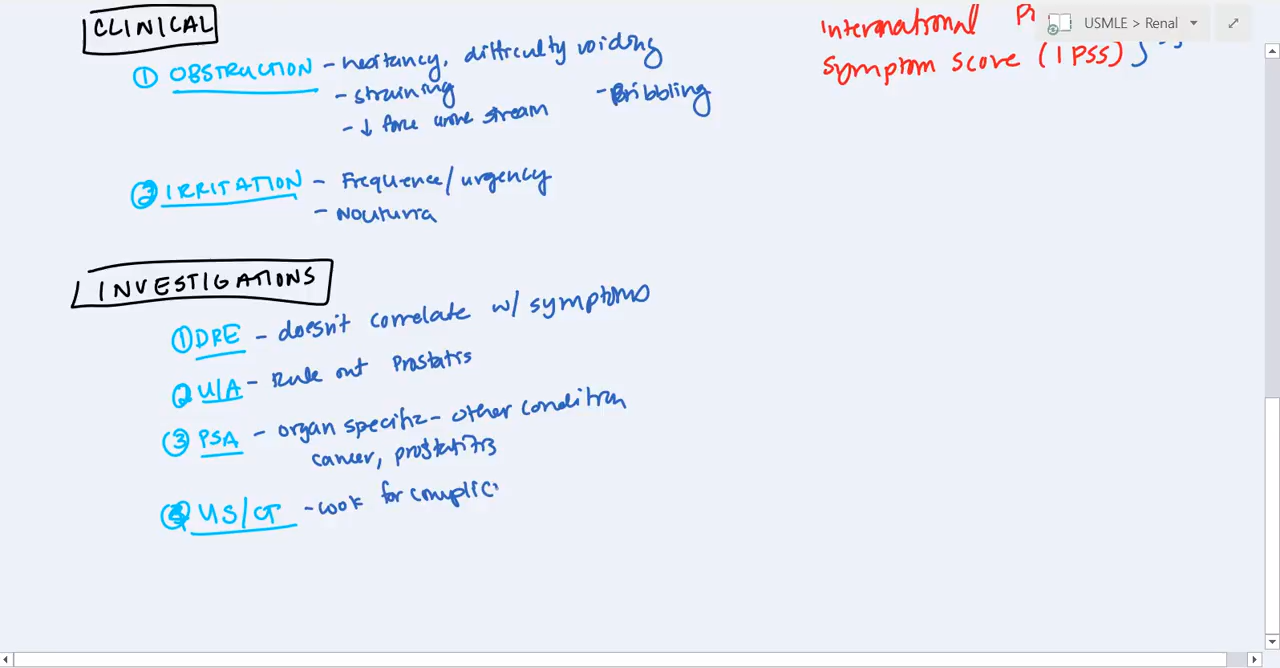 CLINICAL
① OBSTRUCTION - hesitancy, difficulty voiding
- straining
- Dribbling
- ↓ force urine stream
② IRRITATION - Frequence/urgency
- Nocturra
International Pr
Symptom Score (IPSS)
USMLE > Renal
INVESTIGATIONS
① DRE - doesn't correlate w/ symptoms
② U/A - Rule out Prostatis
③ PSA - organ specific - other condition
cancer, prostatitis
④ US/CT - look for complic